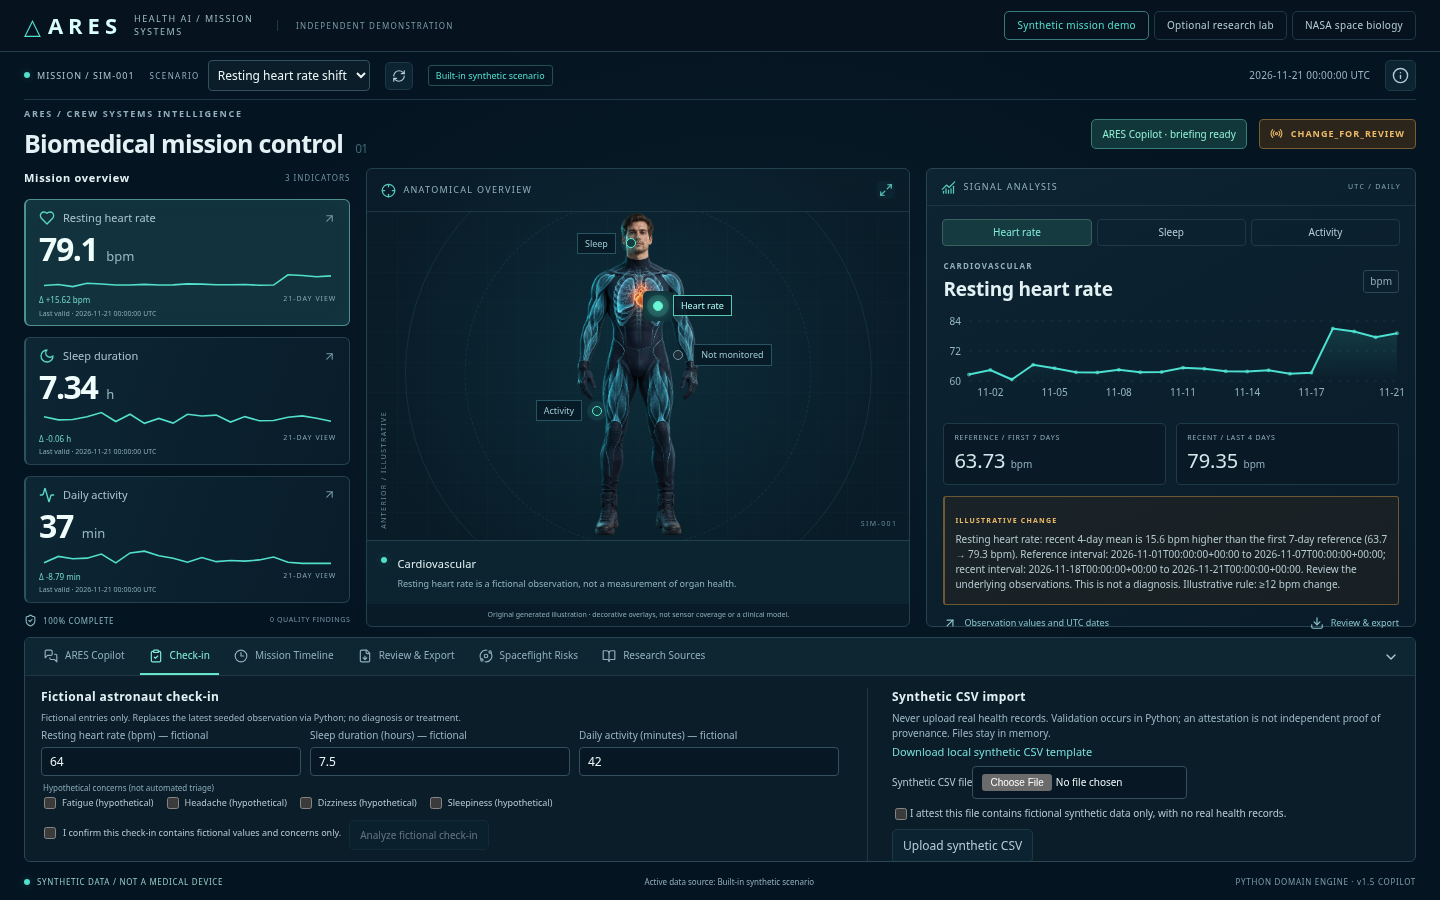 ARES
HEALTH AI / MISSION
SYSTEMS
INDEPENDENT DEMONSTRATION
Synthetic mission demo
Optional research lab
NASA space biology
MISSION / SIM-001
SCENARIO
Resting heart rate shift
Built-in synthetic scenario
2026-11-21 00:00:00 UTC
ARES / CREW SYSTEMS INTELLIGENCE
Biomedical mission control 01
ARES Copilot · briefing ready
CHANGE_FOR_REVIEW
Mission overview
3 INDICATORS
Resting heart rate
79.1 bpm
Δ +15.62 bpm
21-DAY VIEW
Last valid · 2026-11-21 00:00:00 UTC
Sleep duration
7.34 h
Δ -0.06 h
21-DAY VIEW
Last valid · 2026-11-21 00:00:00 UTC
Daily activity
37 min
Δ -8.79 min
21-DAY VIEW
Last valid · 2026-11-21 00:00:00 UTC
100% COMPLETE
0 QUALITY FINDINGS
ANATOMICAL OVERVIEW
Sleep
Heart rate
Not monitored
Activity
ANTERIOR / ILLUSTRATIVE
SIM-001
Cardiovascular
Resting heart rate is a fictional observation, not a measurement of organ health.
Original generated illustration · decorative overlays, not sensor coverage or a clinical model.
SIGNAL ANALYSIS
UTC / DAILY
Heart rate
Sleep
Activity
CARDIOVASCULAR
Resting heart rate
bpm
84
72
60
11-02
11-05
11-08
11-11
11-14
11-17
11-21
REFERENCE / FIRST 7 DAYS
63.73 bpm
RECENT / LAST 4 DAYS
79.35 bpm
ILLUSTRATIVE CHANGE
Resting heart rate: recent 4-day mean is 15.6 bpm higher than the first 7-day reference (63.7
→ 79.3 bpm). Reference interval: 2026-11-01T00:00:00+00:00 to 2026-11-07T00:00:00+00:00;
recent interval: 2026-11-18T00:00:00+00:00 to 2026-11-21T00:00:00+00:00. Review the
underlying observations. This is not a diagnosis. Illustrative rule: ≥12 bpm change.
Observation values and UTC dates
Review & export
ARES Copilot
Check-in
Mission Timeline
Review & Export
Spaceflight Risks
Research Sources
Fictional astronaut check-in
Fictional entries only. Replaces the latest seeded observation via Python; no diagnosis or treatment.
Resting heart rate (bpm) — fictional
Sleep duration (hours) — fictional
Daily activity (minutes) — fictional
64
7.5
42
Hypothetical concerns (not automated triage)
Fatigue (hypothetical)
Headache (hypothetical)
Dizziness (hypothetical)
Sleepiness (hypothetical)
I confirm this check-in contains fictional values and concerns only.
Analyze fictional check-in
Synthetic CSV import
Never upload real health records. Validation occurs in Python; an attestation is not independent proof of
provenance. Files stay in memory.
Download local synthetic CSV template
Synthetic CSV file
Choose File No file chosen
I attest this file contains fictional synthetic data only, with no real health records.
Upload synthetic CSV
SYNTHETIC DATA / NOT A MEDICAL DEVICE
Active data source: Built-in synthetic scenario
PYTHON DOMAIN ENGINE · v1.5 COPILOT